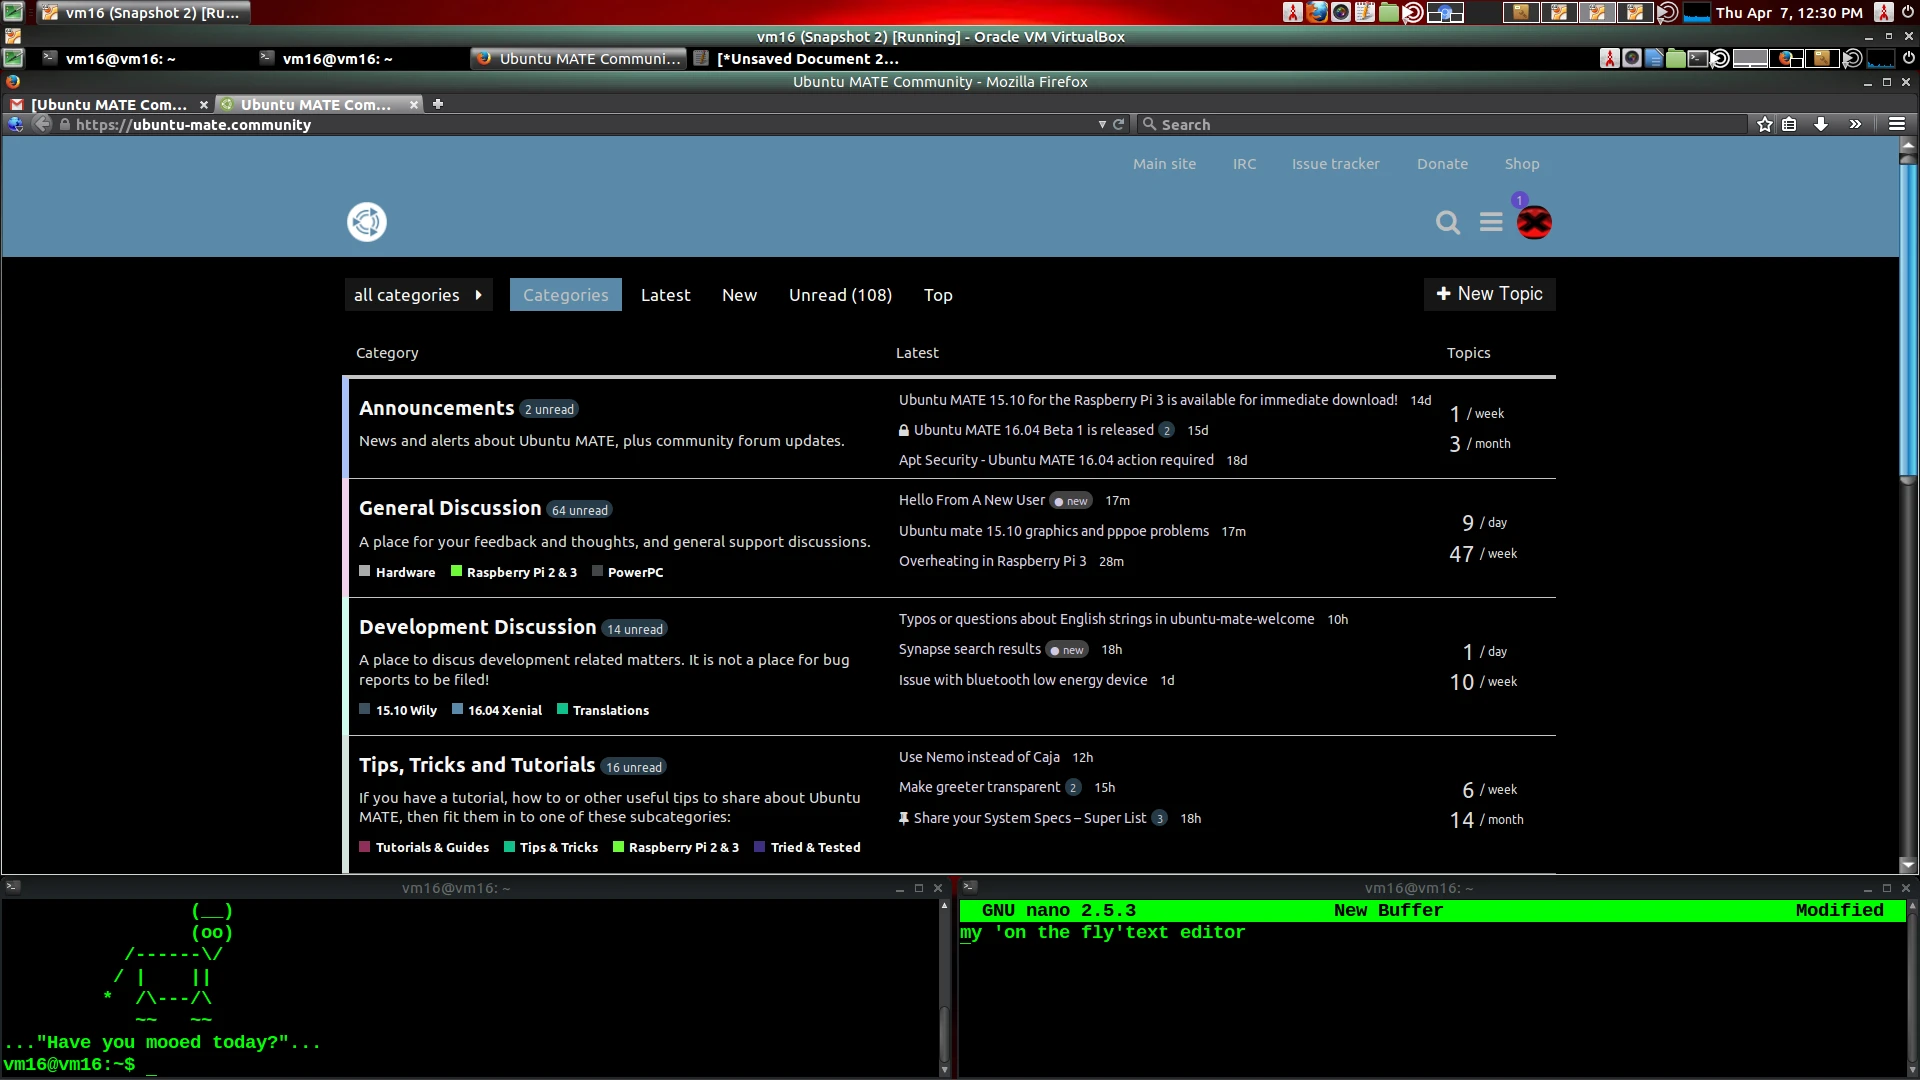 vm16 (Snapshot 2) [Ru...
Thu Apr  7, 12:30 PM
vm16 (Snapshot 2) [Running] - Oracle VM VirtualBox
vm16@vm16: ~
vm16@vm16: ~
Ubuntu MATE Communi...
[*Unsaved Document 2...
Ubuntu MATE Community - Mozilla Firefox
[Ubuntu MATE Com...
Ubuntu MATE Com...
https://ubuntu-mate.community
Search
Main site
IRC
Issue tracker
Donate
Shop
1
all categories
Categories
Latest
New
Unread (108)
Top
New Topic
Category
Latest
Topics
Announcements 2 unread
News and alerts about Ubuntu MATE, plus community forum updates.
Ubuntu MATE 15.10 for the Raspberry Pi 3 is available for immediate download! 14d
Ubuntu MATE 16.04 Beta 1 is released 2 15d
Apt Security - Ubuntu MATE 16.04 action required 18d
1 / week
3 / month
General Discussion 64 unread
A place for your feedback and thoughts, and general support discussions.
Hardware Raspberry Pi 2 & 3 PowerPC
Hello From A New User new 17m
Ubuntu mate 15.10 graphics and pppoe problems 17m
Overheating in Raspberry Pi 3 28m
9 / day
47 / week
Development Discussion 14 unread
A place to discus development related matters. It is not a place for bug
reports to be filed!
15.10 Wily 16.04 Xenial Translations
Typos or questions about English strings in ubuntu-mate-welcome 10h
Synapse search results new 18h
Issue with bluetooth low energy device 1d
1 / day
10 / week
Tips, Tricks and Tutorials 16 unread
If you have a tutorial, how to or other useful tips to share about Ubuntu
MATE, then fit them in to one of these subcategories:
Tutorials & Guides Tips & Tricks Raspberry Pi 2 & 3 Tried & Tested
Use Nemo instead of Caja 12h
Make greeter transparent 2 15h
Share your System Specs – Super List 3 18h
6 / week
14 / month
vm16@vm16: ~
                 (__)
                 (oo)
           /------\/
          / |    ||
         *  /\---/\
            ~~   ~~
..."Have you mooed today?"...
vm16@vm16:~$ _
vm16@vm16: ~
GNU nano 2.5.3 New Buffer Modified
my 'on the fly'text editor